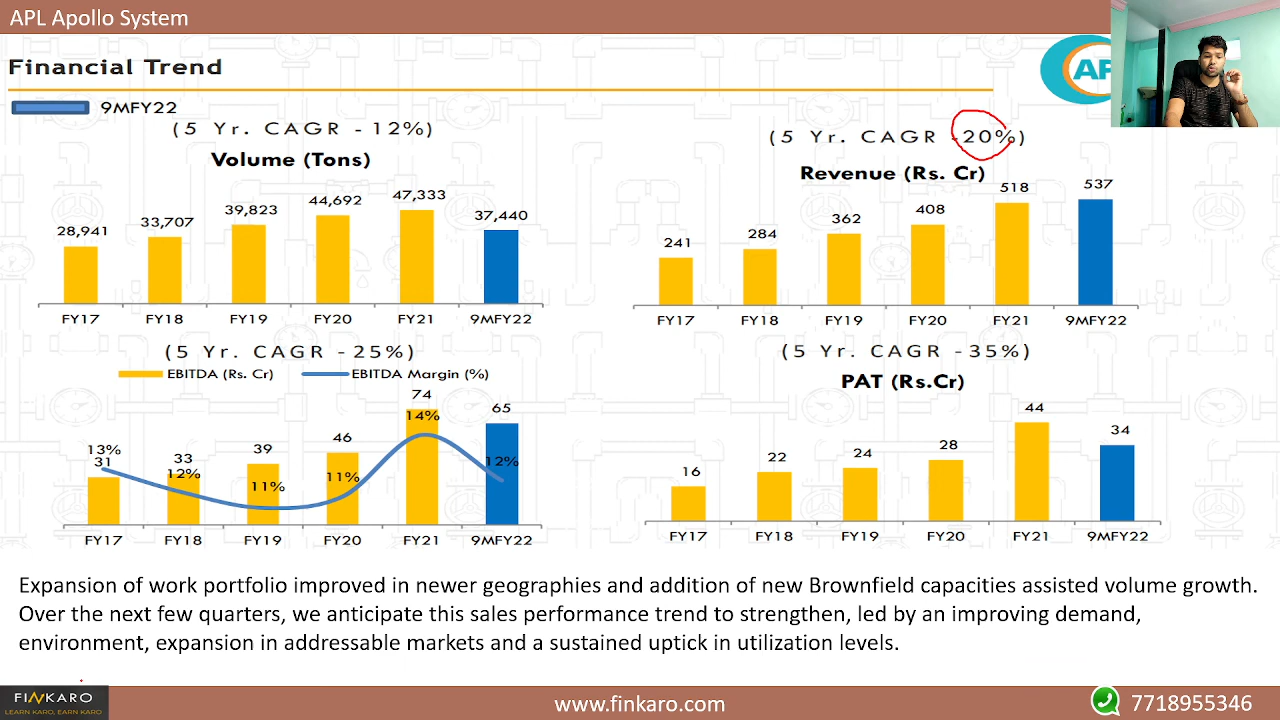 APL Apollo System
Financial Trend
AP
9MFY22
(5 Yr. CAGR -12%)
Volume (Tons)
28,941
33,707
39,823
44,692
47,333
37,440
FY17 FY18 FY19 FY20 FY21 9MFY22
(5 Yr. CAGR -20%)
Revenue (Rs. Cr)
241
284
362
408
518
537
FY17 FY18 FY19 FY20 FY21 9MFY22
(5 Yr. CAGR -25%)
EBITDA (Rs. Cr) EBITDA Margin (%)
31
33
39
46
74
65
13%
12%
11%
11%
14%
12%
FY17 FY18 FY19 FY20 FY21 9MFY22
(5 Yr. CAGR -35%)
PAT (Rs.Cr)
16
22
24
28
44
34
FY17 FY18 FY19 FY20 FY21 9MFY22
Expansion of work portfolio improved in newer geographies and addition of new Brownfield capacities assisted volume growth.
Over the next few quarters, we anticipate this sales performance trend to strengthen, led by an improving demand,
environment, expansion in addressable markets and a sustained uptick in utilization levels.
FINKARO
LEARN KARO, EARN KARO
www.finkaro.com
7718955346